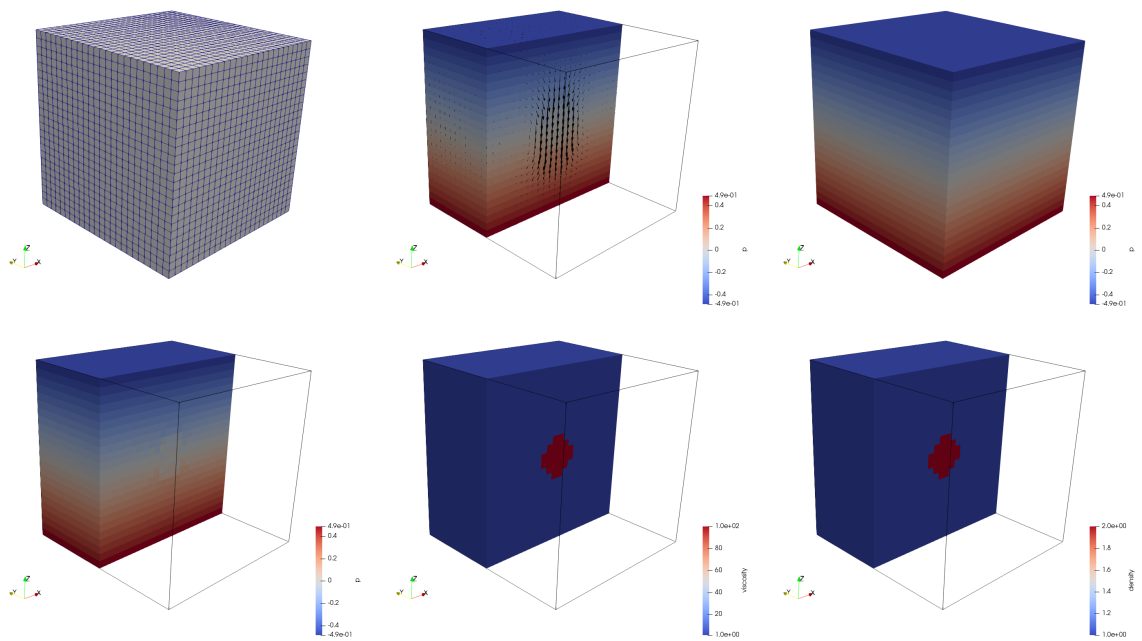 Z
Y X
Z
Y X
4.9e-01
0.4
0.2
0
-0.2
-0.4
-4.9e-01
p
Z
Y X
4.9e-01
0.4
0.2
0
-0.2
-0.4
-4.9e-01
p
Z
Y X
4.9e-01
0.4
0.2
0
-0.2
-0.4
-4.9e-01
p
Z
Y X
1.0e+02
80
60
40
20
1.0e+00
viscosity
Z
Y X
2.0e+00
1.8
1.6
1.4
1.2
1.0e+00
density